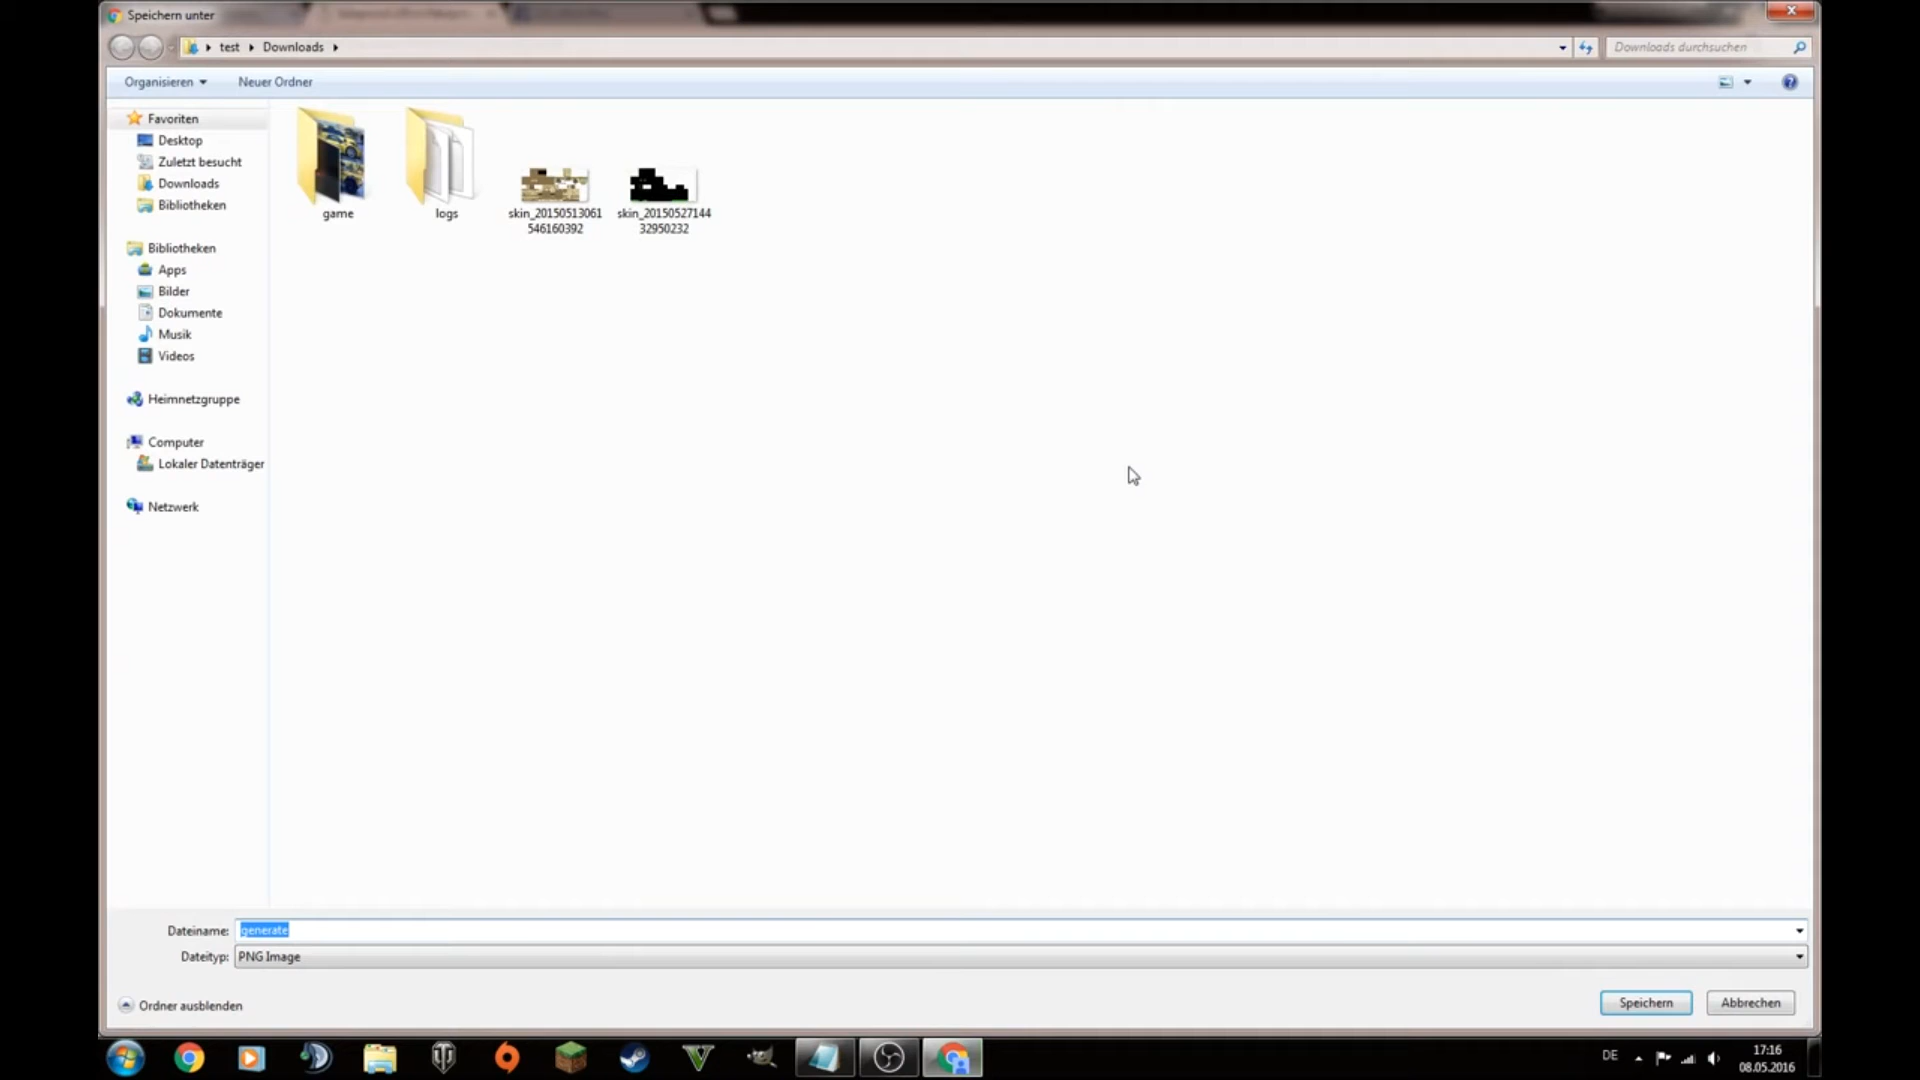 Speichern unter
test
Downloads
Downloads durchsuchen
Organisieren
Neuer Ordner
Favoriten
Desktop
Zuletzt besucht
Downloads
Bibliotheken
Bibliotheken
Apps
Bilder
Dokumente
Musik
Videos
Heimnetzgruppe
Computer
Lokaler Datenträger
Netzwerk
game
logs
skin_20150513061
546160392
skin_20150527144
32950232
Dateiname: generate
Dateityp: PNG Image
Ordner ausblenden
Speichern
Abbrechen
DE
17:16
08.05.2016